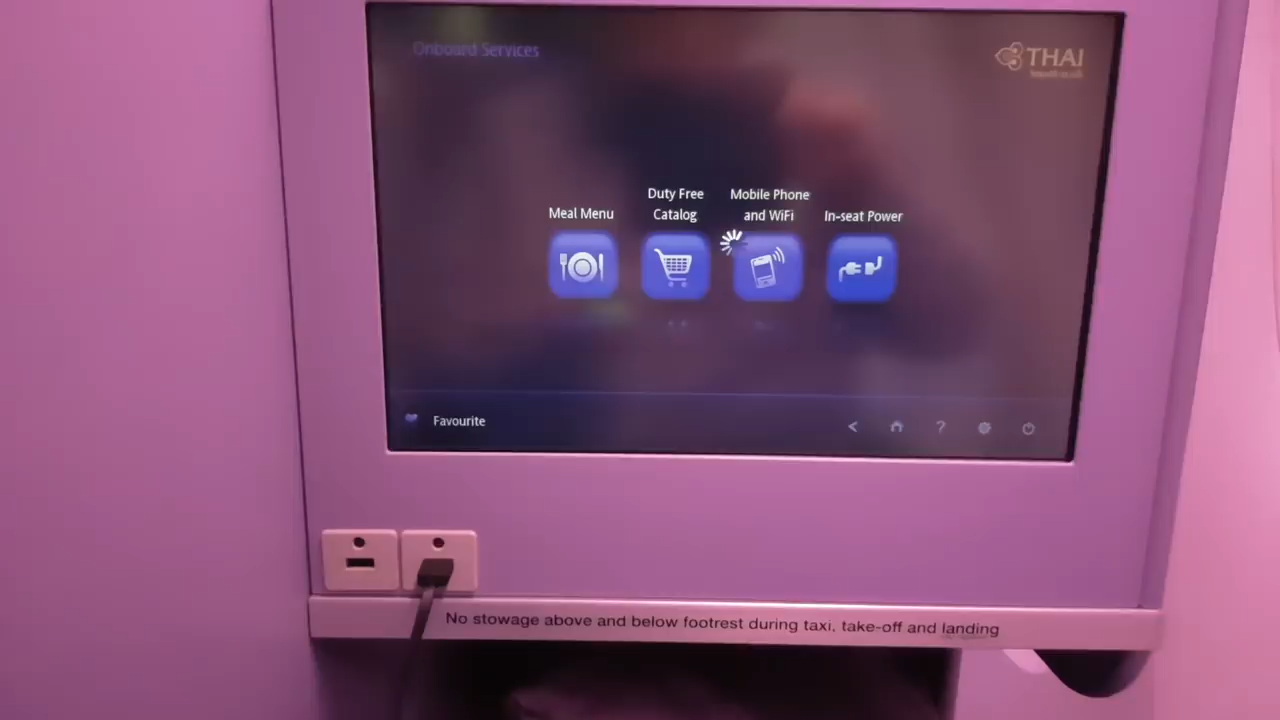 Onboard Services
THAI
Meal Menu
Duty Free
Catalog
Mobile Phone
and WiFi
In-seat Power
Favourite
No stowage above and below footrest during taxi, take-off and landing